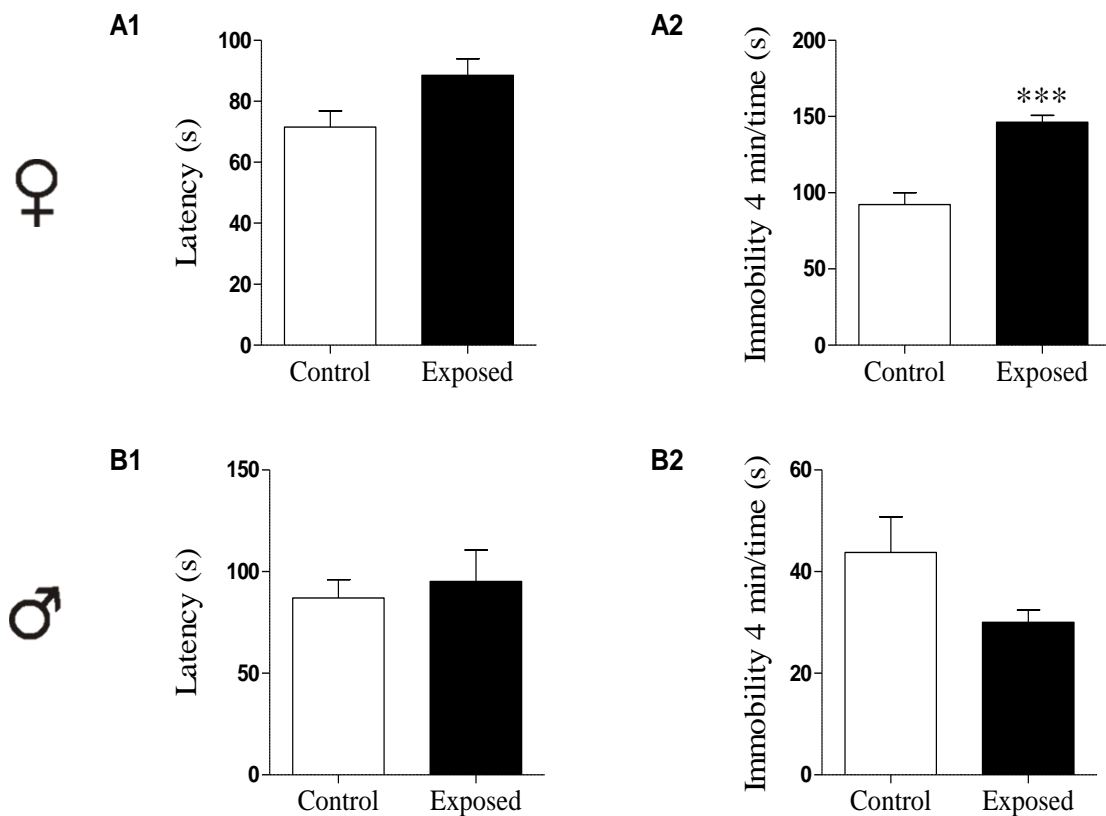 A1
Latency (s)
100
80
60
40
20
0
Control Exposed
A2
Immobility 4 min/time (s)
200
150
100
50
0
***
Control Exposed
B1
Latency (s)
150
100
50
0
Control Exposed
B2
Immobility 4 min/time (s)
60
40
20
0
Control Exposed